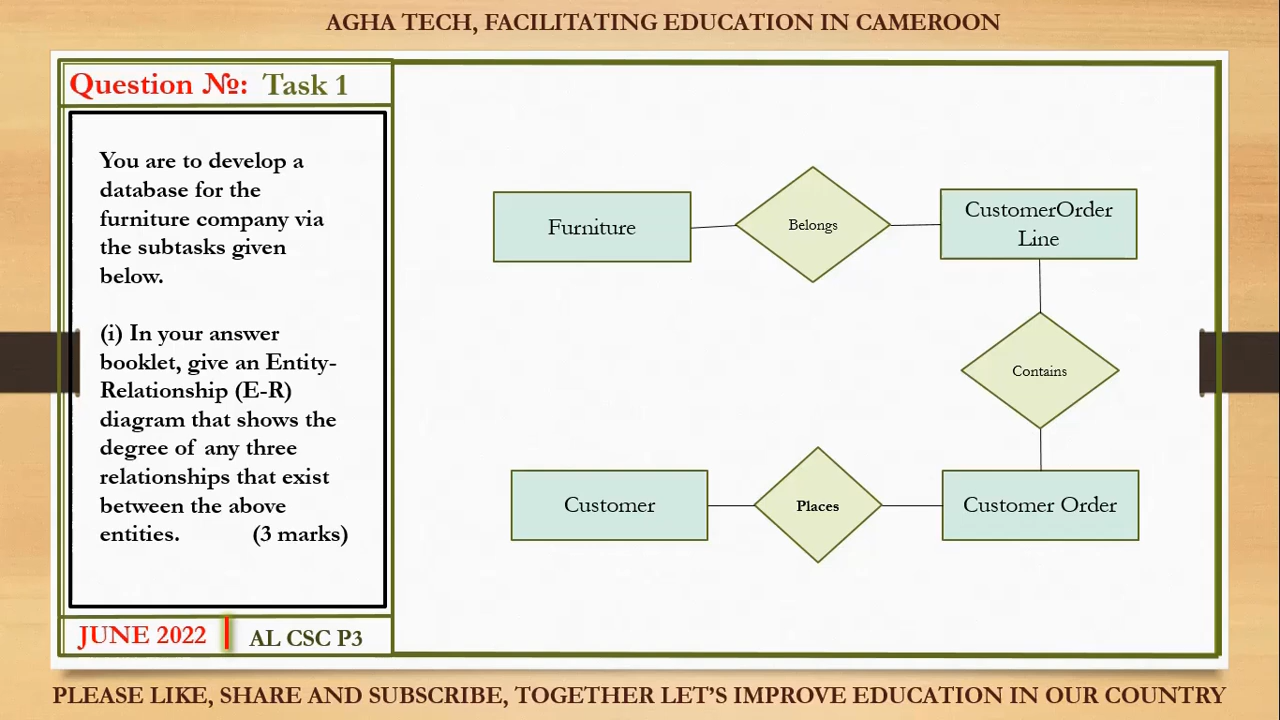 AGHA TECH, FACILITATING EDUCATION IN CAMEROON
Question №: Task 1
You are to develop a
database for the
furniture company via
the subtasks given
below.
(i) In your answer
booklet, give an Entity-
Relationship (E-R)
diagram that shows the
degree of any three
relationships that exist
between the above
entities. (3 marks)
JUNE 2022 AL CSC P3
Furniture
Belongs
CustomerOrder
Line
Contains
Customer
Places
Customer Order
PLEASE LIKE, SHARE AND SUBSCRIBE, TOGETHER LET’S IMPROVE EDUCATION IN OUR COUNTRY